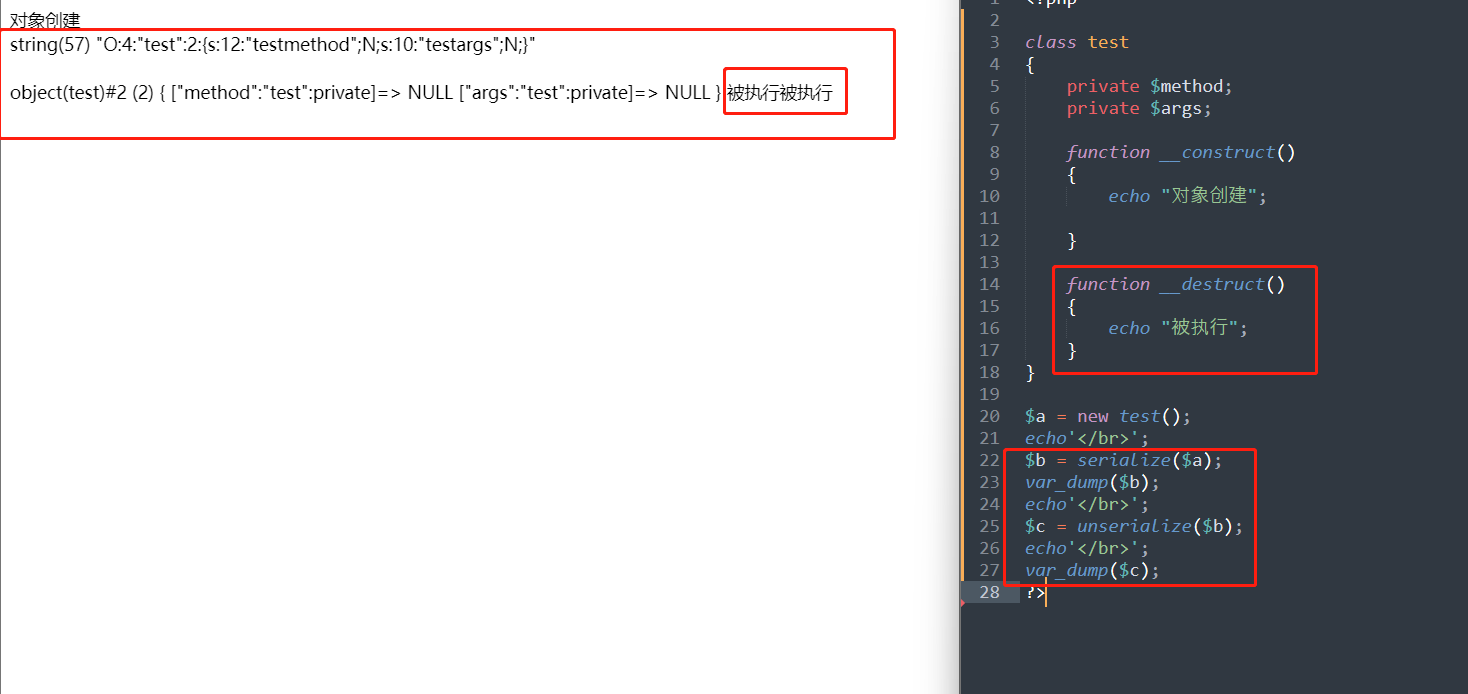 对象创建
string(57) "O:4:"test":2:{s:12:"testmethod";N;s:10:"testargs";N;}"
object(test)#2 (2) { ["method":"test":private]=> NULL ["args":"test":private]=> NULL } 被执行被执行
1 <?php
2
3 class test
4 {
5 private $method;
6 private $args;
7
8 function __construct()
9 {
10 echo "对象创建";
11
12 }
13
14 function __destruct()
15 {
16 echo "被执行";
17 }
18 }
19
20 $a = new test();
21 echo'</br>';
22 $b = serialize($a);
23 var_dump($b);
24 echo'</br>';
25 $c = unserialize($b);
26 echo'</br>';
27 var_dump($c);
28 ?>